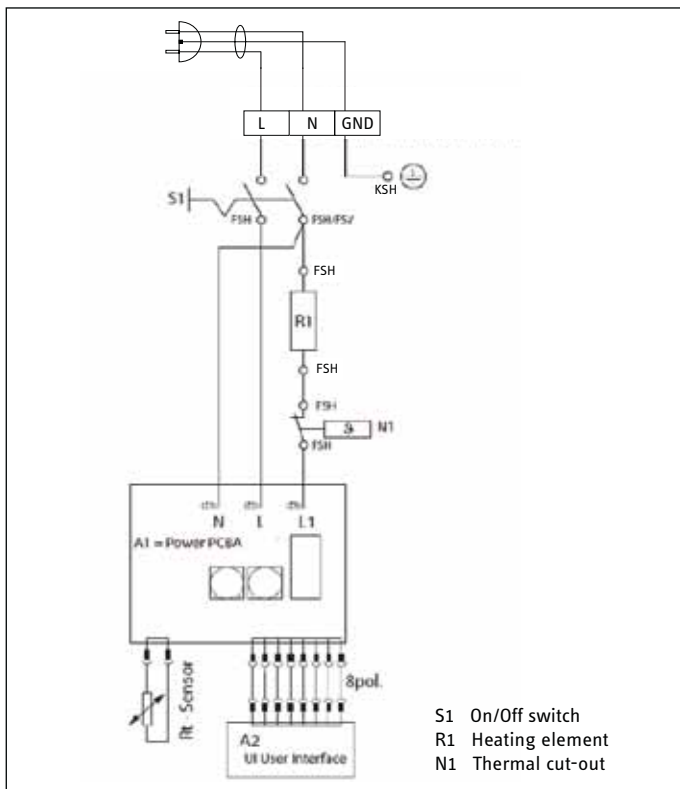 L N GND
KSH
S1
FSH FSH/FSV
FSH
R1
FSH
FSH
N1
FSH
N L L1
A1 = Power PCBA
Rt - Sensor
8pol.
A2
UI User Interface
S1 On/Off switch
R1 Heating element
N1 Thermal cut-out